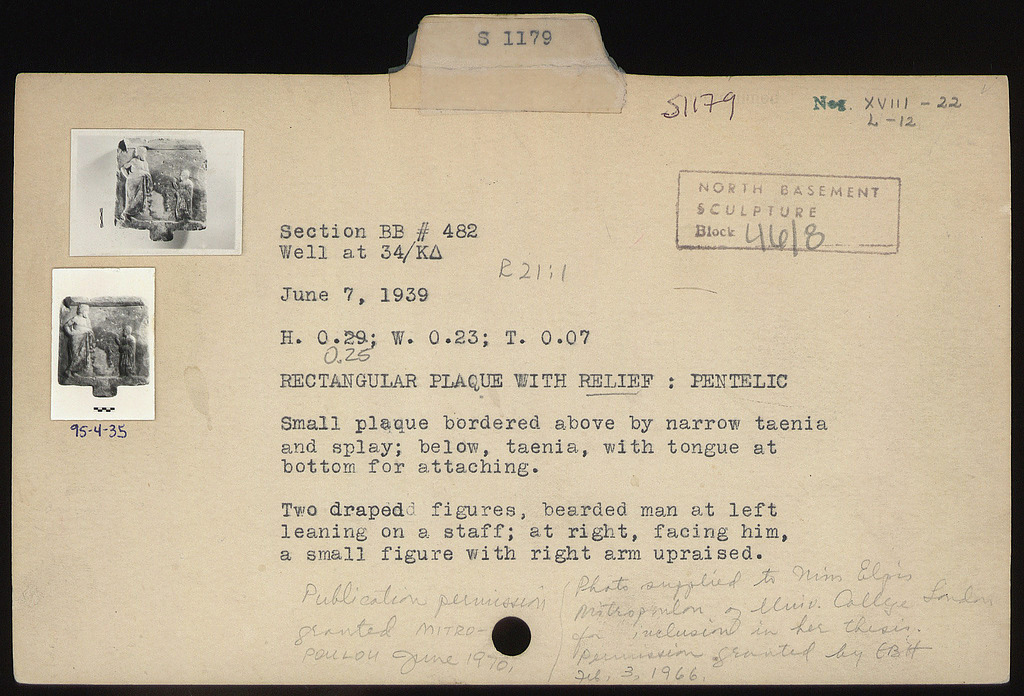 S 1179
S1179
Neg. XVIII - 22
L - 12
NORTH BASEMENT
SCULPTURE
Block 46/8
Section BB # 482
Well at 34/ΚΔ
R 21:1
June 7, 1939
H. 0.29; W. 0.23; T. 0.07
0.25
RECTANGULAR PLAQUE WITH RELIEF : PENTELIC
95-4-35
Small plaque bordered above by narrow taenia
and splay; below, taenia, with tongue at
bottom for attaching.
Two draped figures, bearded man at left
leaning on a staff; at right, facing him,
a small figure with right arm upraised.
Publication permission
granted MITRO-
POULOU June 1970.
Photo supplied to Miss Elpis
Mitropoulou of Univ. College London
for inclusion in her thesis.
Permission granted by EBH
Feb. 3, 1966.